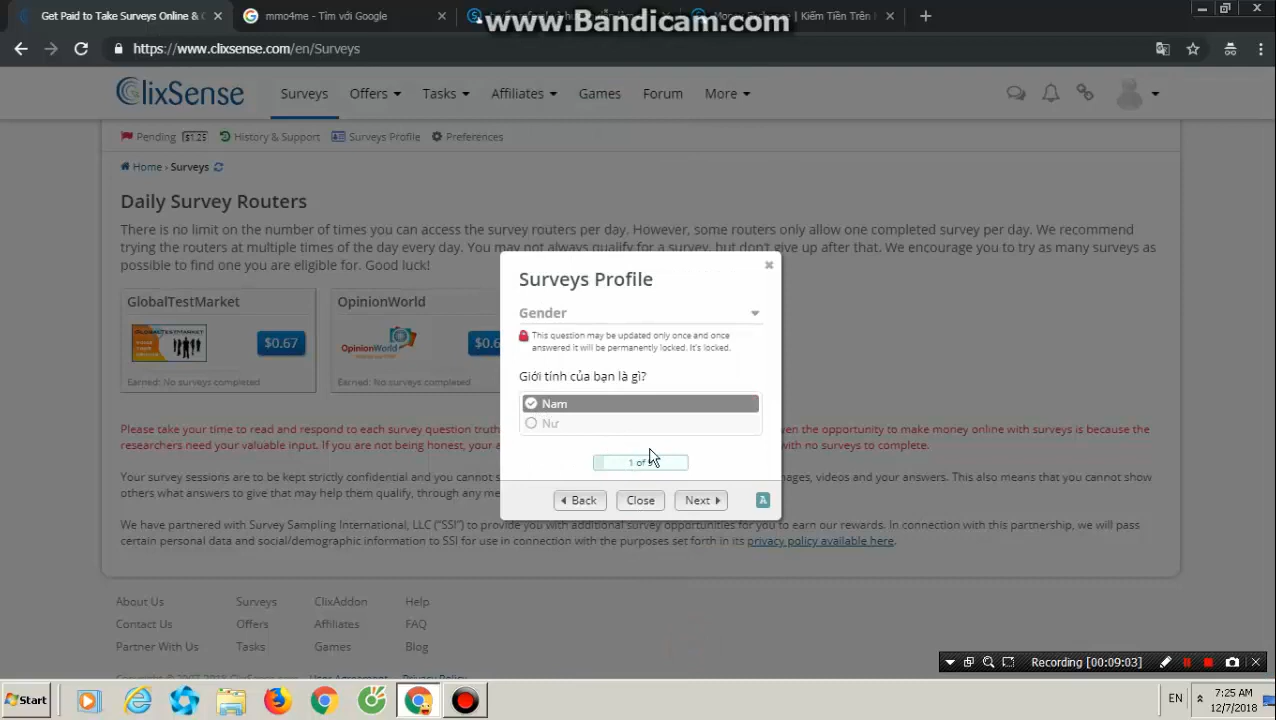 Get Paid to Take Surveys Online &
mmo4me - Tìm với Google
| Kiếm Tiền Trên
www.Bandicam.com
https://www.clixsense.com/en/Surveys
ClixSense
Surveys
Offers
Tasks
Affiliates
Games
Forum
More
Pending
$1.25
History & Support
Surveys Profile
Preferences
Home › Surveys
Daily Survey Routers
There is no limit on the number of times you can access the survey routers per day. However, some routers only allow one completed survey per day. We recommend
trying the routers at multiple times of the day every day. You may not always qualify for a survey, but don't give up after that. We encourage you to try as many surveys as
possible to find one you are eligible for. Good luck!
GlobalTestMarket
$0.67
Earned: No surveys completed
OpinionWorld
OpinionWorld
$0.6
Earned: No surveys completed
Surveys Profile
Gender
This question may be updated only once and once
answered it will be permanently locked. It's locked.
Giới tính của bạn là gì?
Nam
Nư
1 of
Back
Close
Next
Please take your time to read and respond to each survey question truth
en the opportunity to make money online with surveys is because the
researchers need your valuable input. If you are not being honest, your a
with no surveys to complete.
Your survey sessions are to be kept strictly confidential and you cannot s
ages, videos and your answers. This also means that you cannot show
others what answers to give that may help them qualify, through any me
We have partnered with Survey Sampling International, LLC ("SSI") to provide you with additional survey opportunities for you to earn our rewards. In connection with this partnership, we will pass
certain personal data and social/demographic information to SSI for use in connection with the purposes set forth in its privacy policy available here.
About Us
Surveys
ClixAddon
Help
Contact Us
Offers
Affiliates
FAQ
Partner With Us
Tasks
Games
Blog
Recording [00:09:03]
Start
EN
7:25 AM
12/7/2018